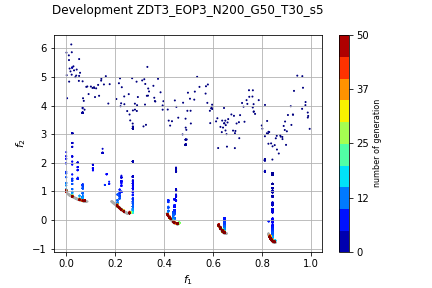 Development ZDT3_EOP3_N200_G50_T30_s5
6
5
4
3
2
1
0
−1
0.0 0.2 0.4 0.6 0.8 1.0
f₁
f₂
50
37
25
12
0
number of generation